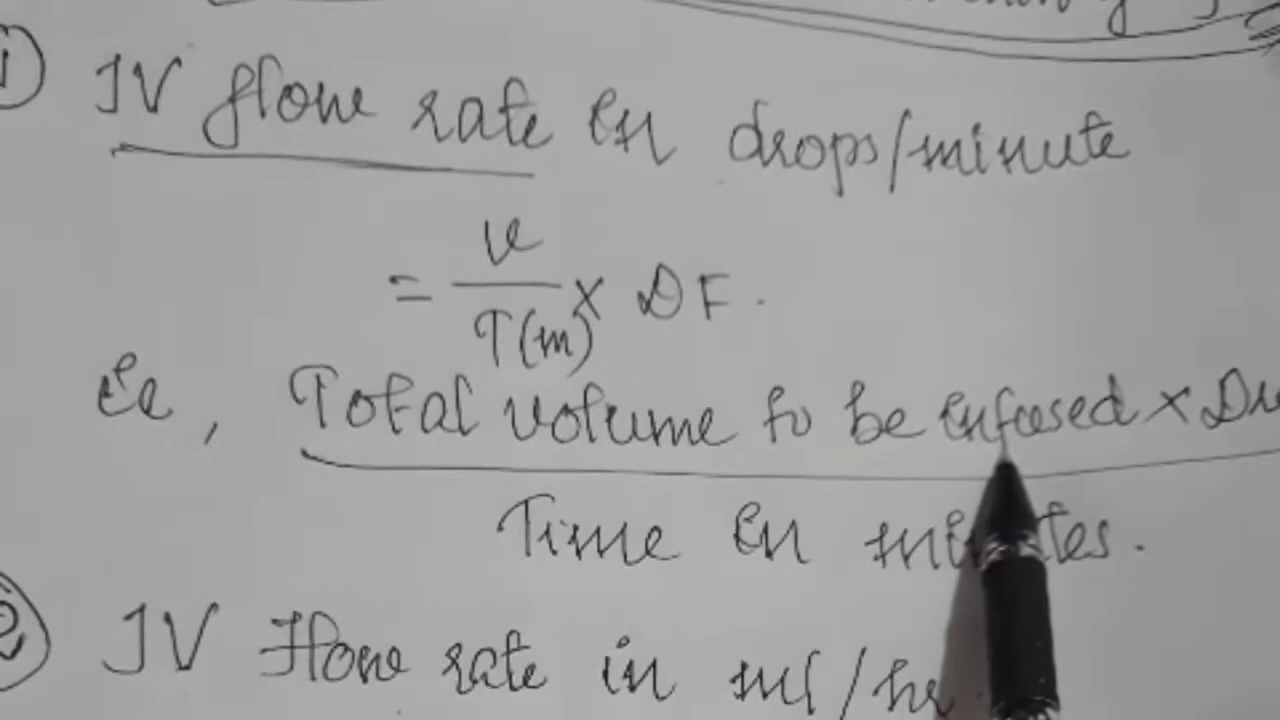 1) IV flow rate in drops/minute
= V / T(m) × DF.
ie, Total volume to be infused ×
Time in minutes.
2) IV Flow rate in ml/hr